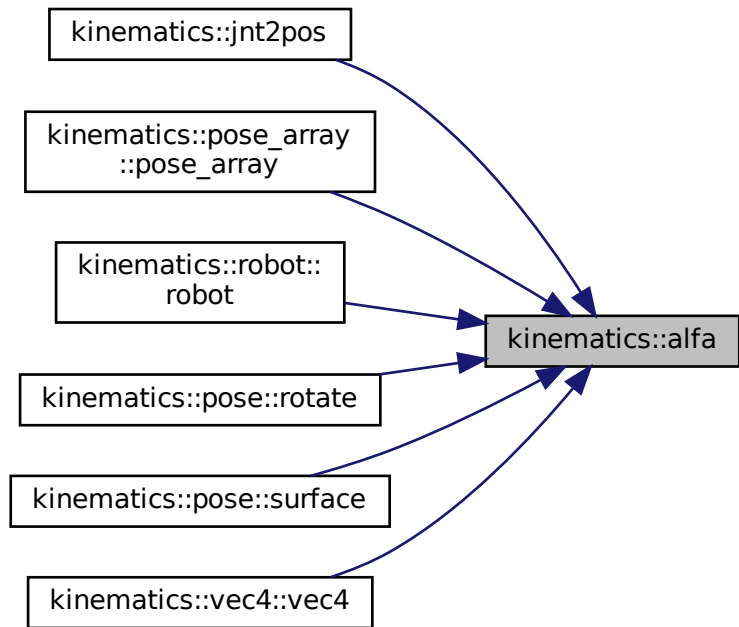 kinematics::jnt2pos
kinematics::pose_array
::pose_array
kinematics::robot::
robot
kinematics::alfa
kinematics::pose::rotate
kinematics::pose::surface
kinematics::vec4::vec4